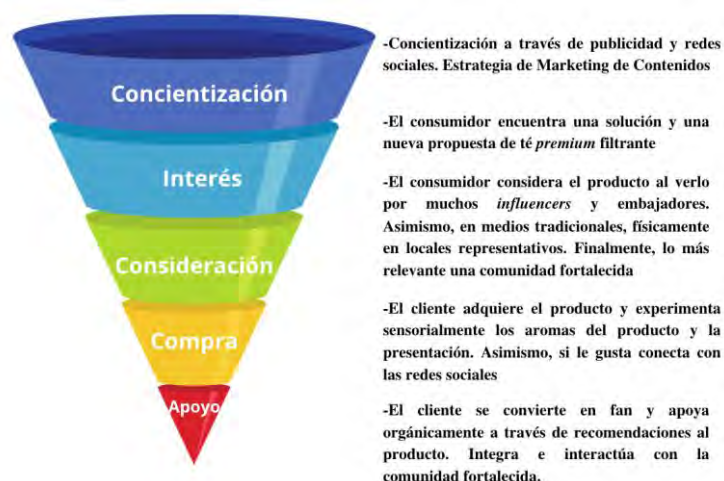 Concientización
-Concientización a través de publicidad y redes
sociales. Estrategia de Marketing de Contenidos
Interés
-El consumidor encuentra una solución y una
nueva propuesta de té premium filtrante
Consideración
-El consumidor considera el producto al verlo
por muchos influencers y embajadores.
Asimismo, en medios tradicionales, físicamente
en locales representativos. Finalmente, lo más
relevante una comunidad fortalecida
Compra
-El cliente adquiere el producto y experimenta
sensorialmente los aromas del producto y la
presentación. Asimismo, si le gusta conecta con
las redes sociales
Apoyo
-El cliente se convierte en fan y apoya
orgánicamente a través de recomendaciones al
producto. Integra e interactúa con la
comunidad fortalecida.